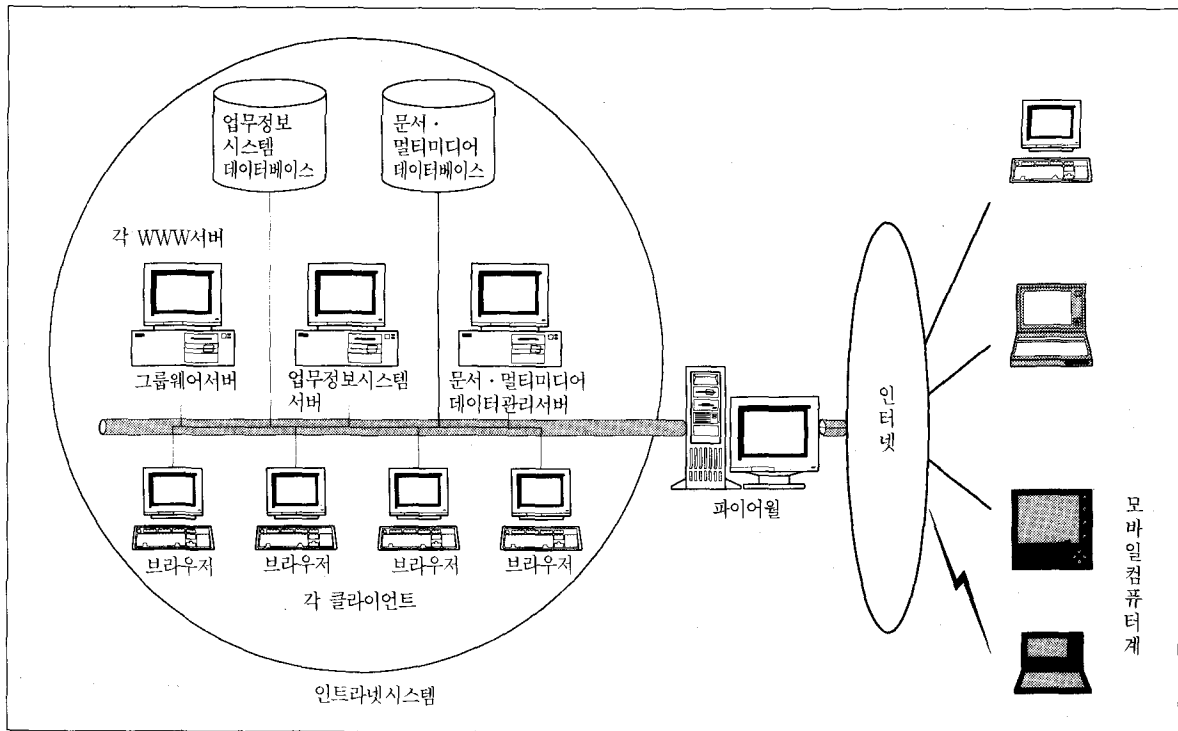 업무정보
시스템
데이터베이스
문서·
멀티미디어
데이터베이스
각 WWW서버
그룹웨어서버
업무정보시스템
서버
문서·멀티미디어
데이터관리서버
파이어월
인터넷
브라우저
브라우저
브라우저
브라우저
각 클라이언트
모바일컴퓨터계
인트라넷시스템